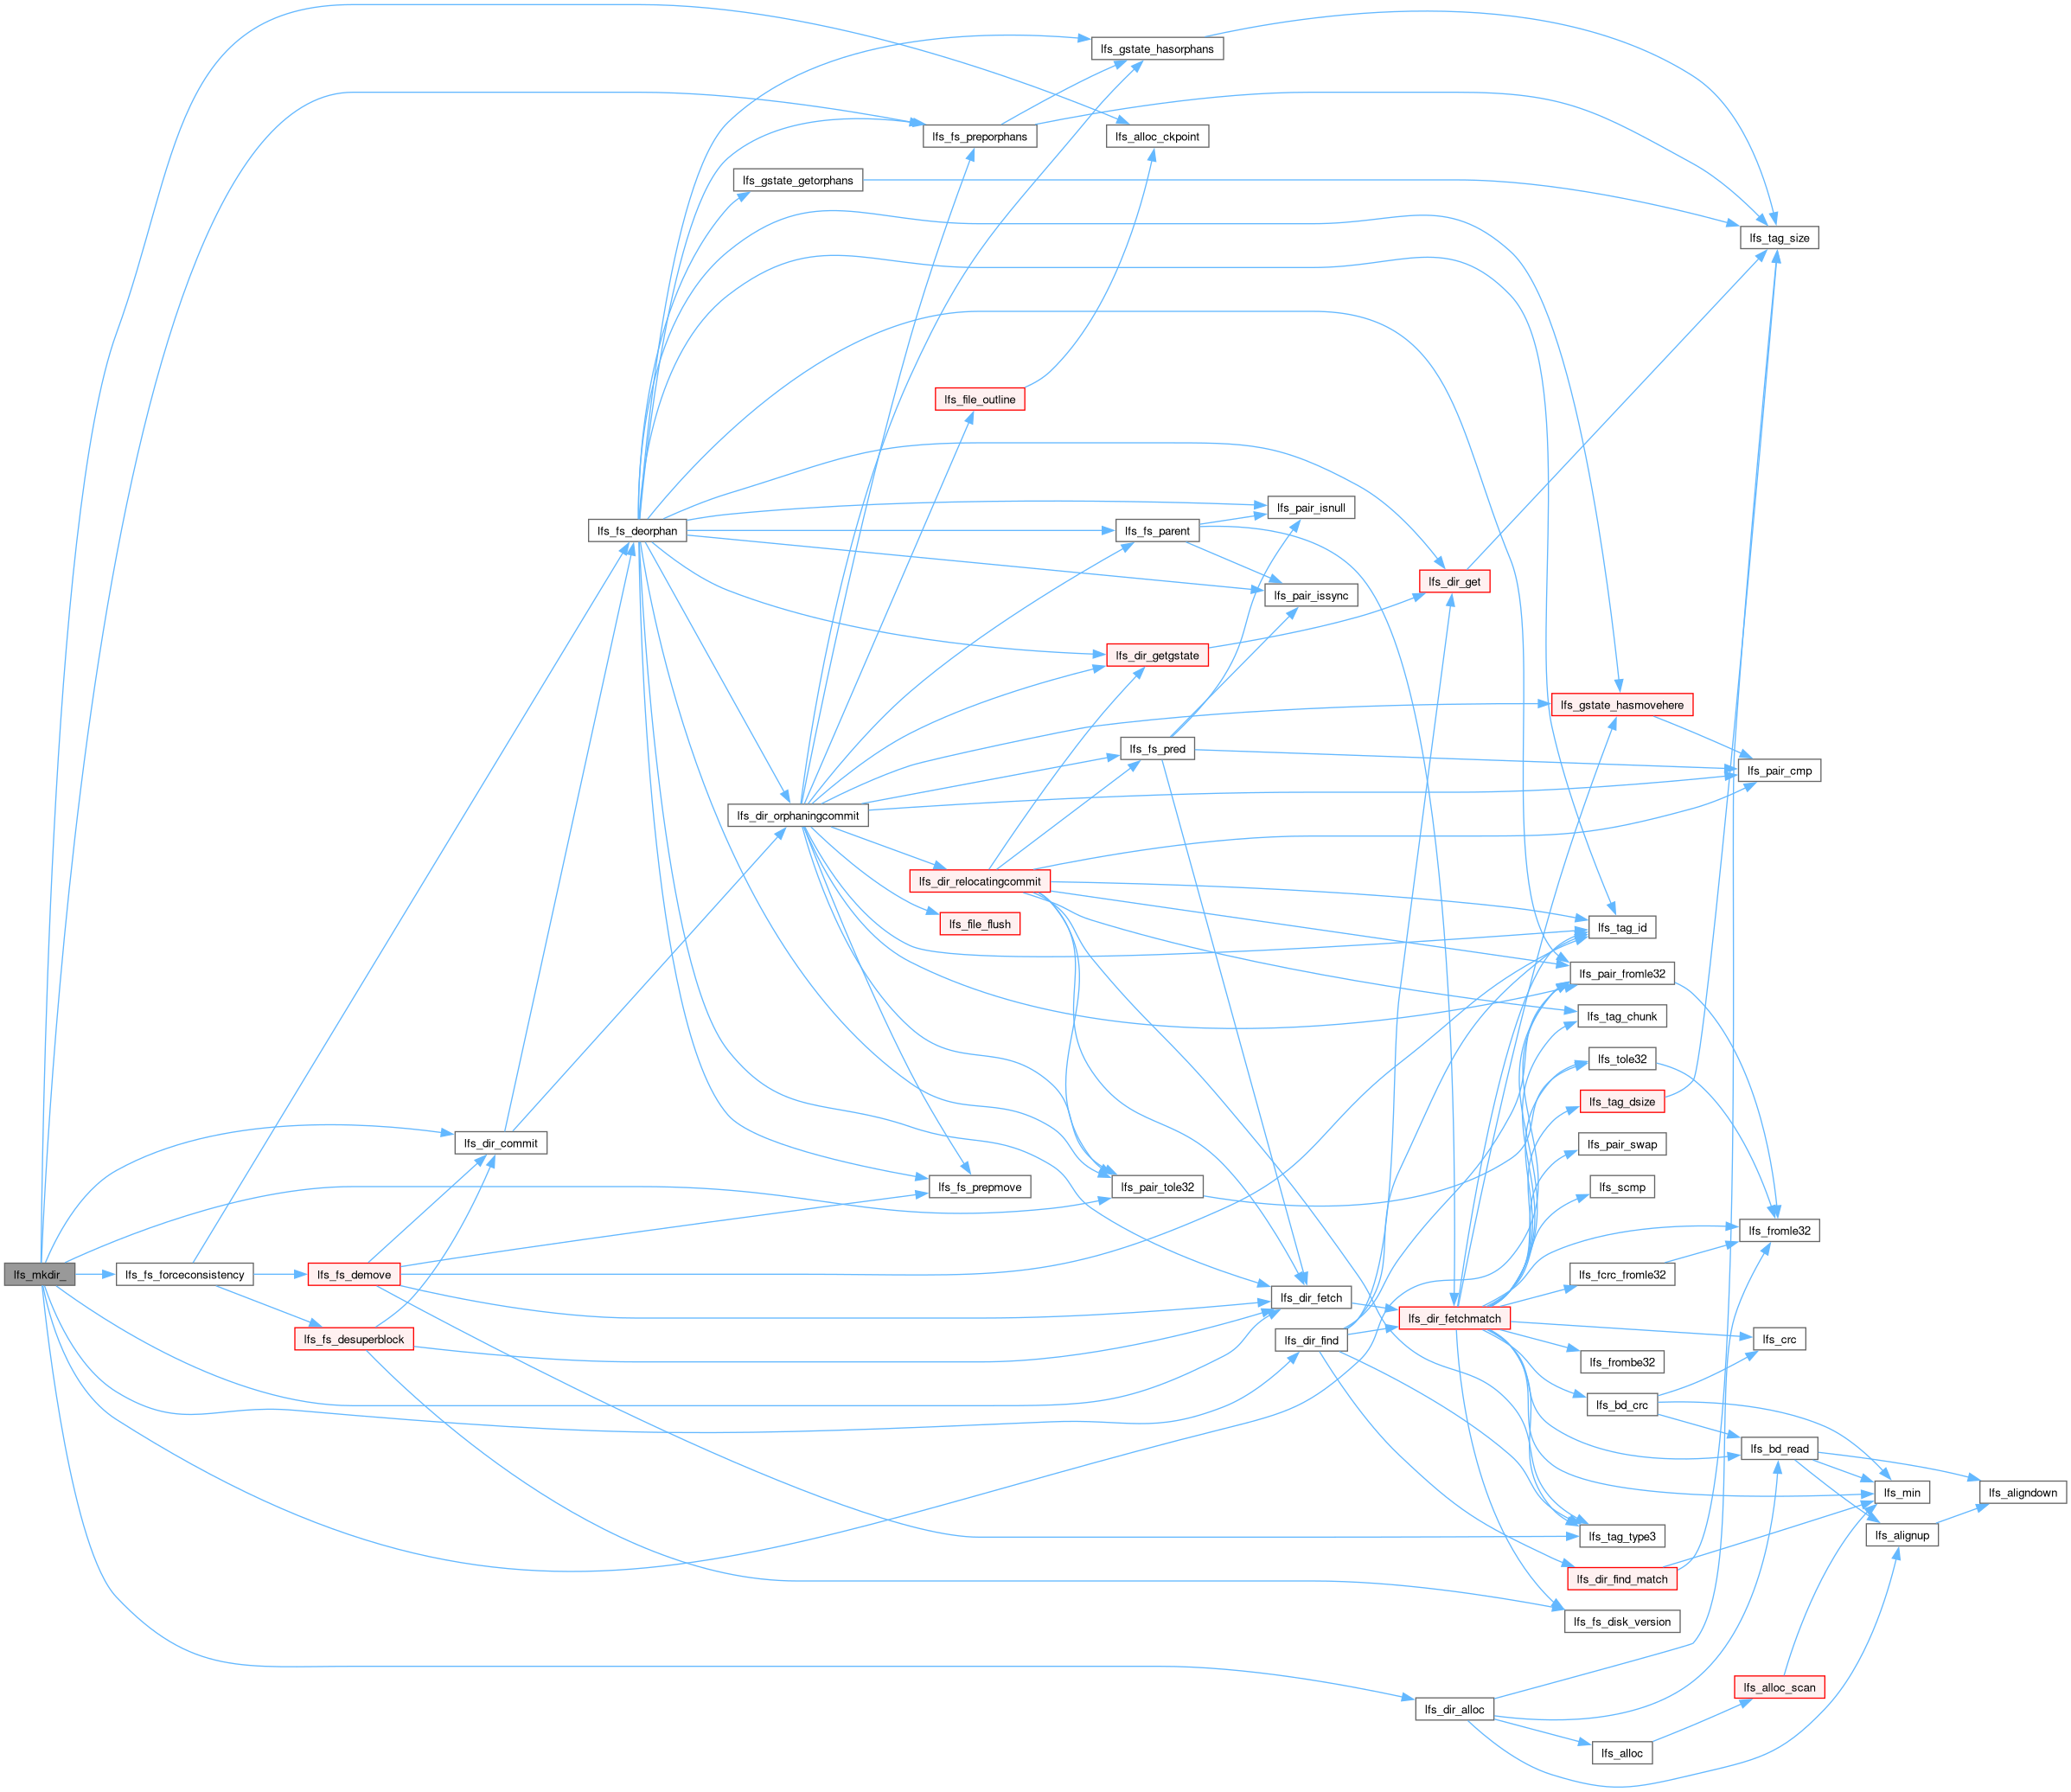 lfs_gstate_hasorphans
lfs_fs_preporphans
lfs_alloc_ckpoint
lfs_gstate_getorphans
lfs_tag_size
lfs_file_outline
lfs_pair_isnull
lfs_fs_deorphan
lfs_fs_parent
lfs_dir_get
lfs_pair_issync
lfs_dir_getgstate
lfs_gstate_hasmovehere
lfs_fs_pred
lfs_pair_cmp
lfs_dir_orphaningcommit
lfs_dir_relocatingcommit
lfs_file_flush
lfs_tag_id
lfs_pair_fromle32
lfs_tag_chunk
lfs_tole32
lfs_tag_dsize
lfs_dir_commit
lfs_pair_swap
lfs_fs_prepmove
lfs_pair_tole32
lfs_scmp
lfs_fromle32
lfs_mkdir_
lfs_fs_forceconsistency
lfs_fs_demove
lfs_fcrc_fromle32
lfs_dir_fetch
lfs_dir_fetchmatch
lfs_fs_desuperblock
lfs_dir_find
lfs_crc
lfs_frombe32
lfs_bd_crc
lfs_bd_read
lfs_min
lfs_aligndown
lfs_tag_type3
lfs_alignup
lfs_dir_find_match
lfs_fs_disk_version
lfs_alloc_scan
lfs_dir_alloc
lfs_alloc